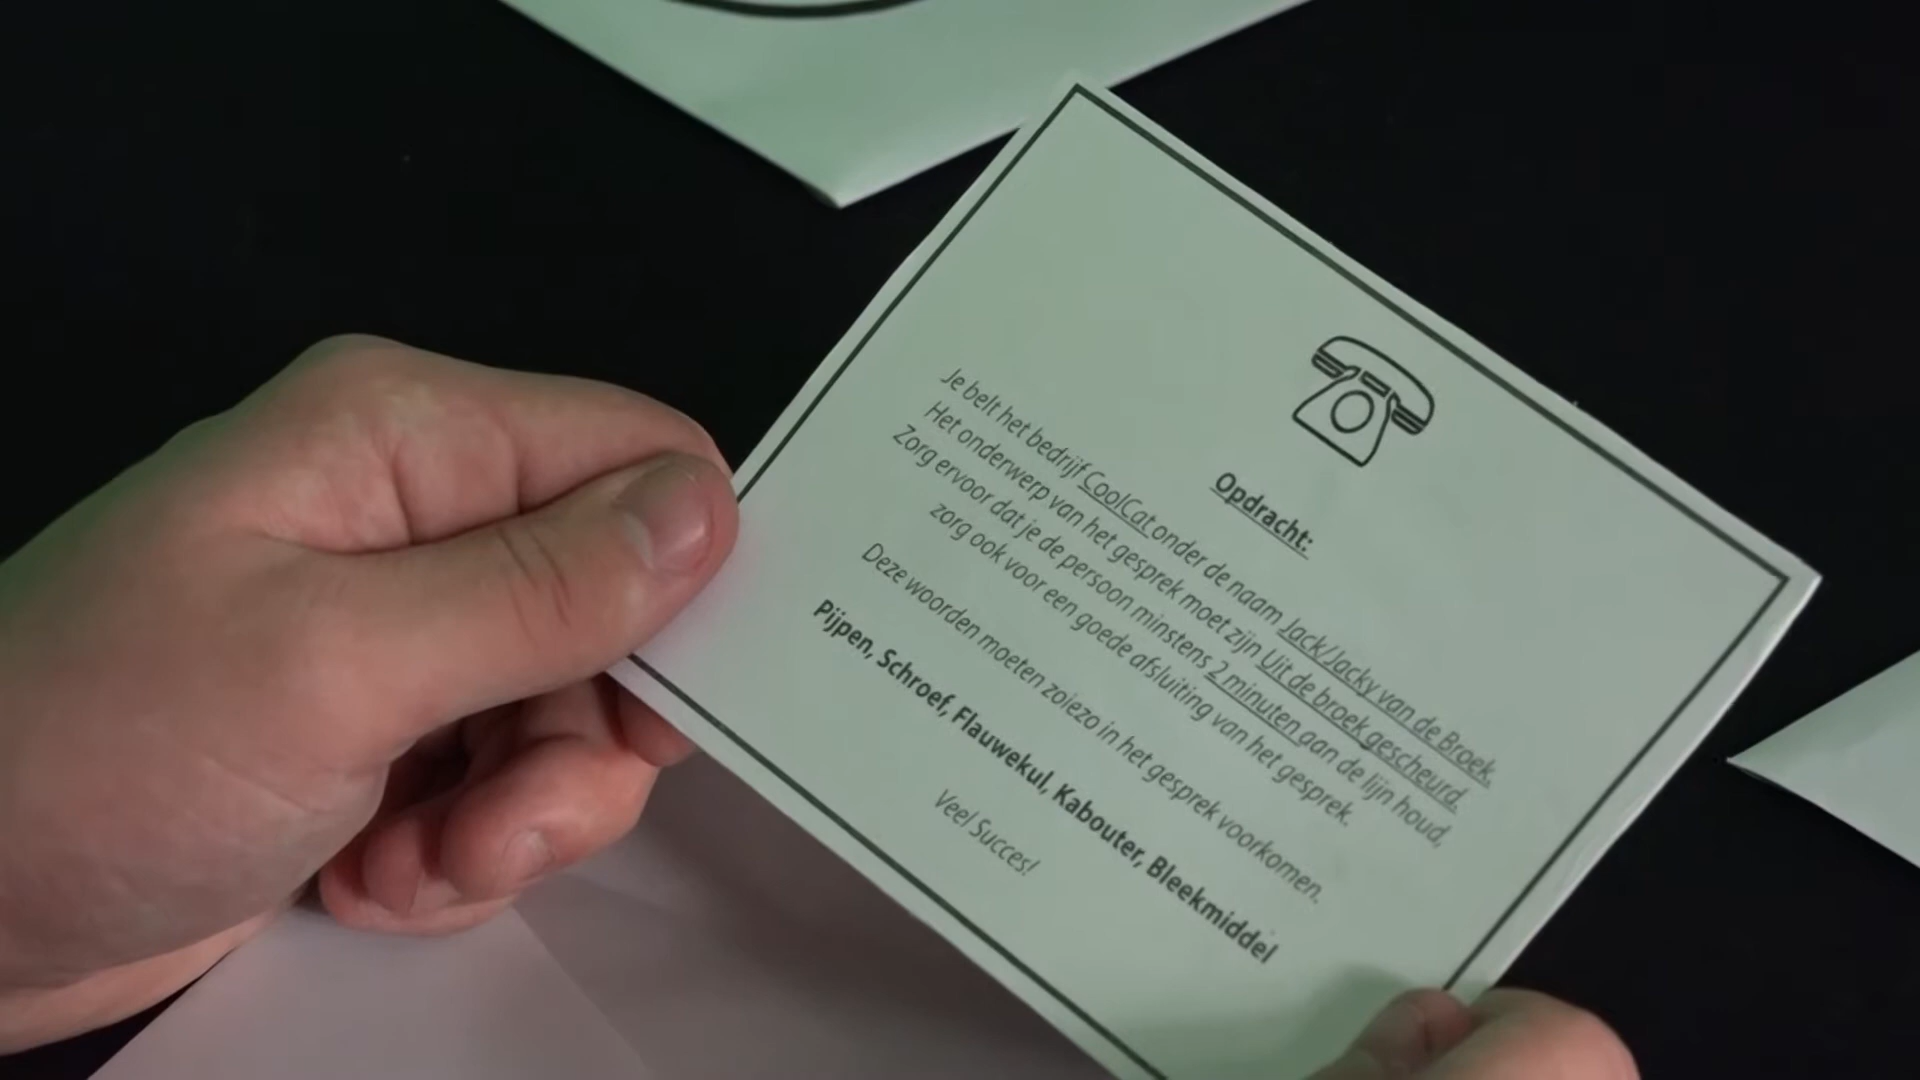 Opdracht:
Je belt het bedrijf CoolCat onder de naam Jack/Jacky van de Broek.
Het onderwerp van het gesprek moet zijn Uit de broek gescheurd.
Zorg ervoor dat je de persoon minstens 2 minuten aan de lijn houd,
zorg ook voor een goede afsluiting van het gesprek.
Deze woorden moeten zoiezo in het gesprek voorkomen.
Pijpen, Schroef, Flauwekul, Kabouter, Bleekmiddel
Veel Succes!